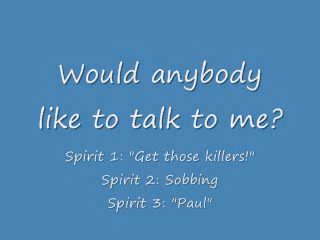 Would anybody
like to talk to me?
Spirit 1: "Get those killers!"
Spirit 2: Sobbing
Spirit 3: "Paul"